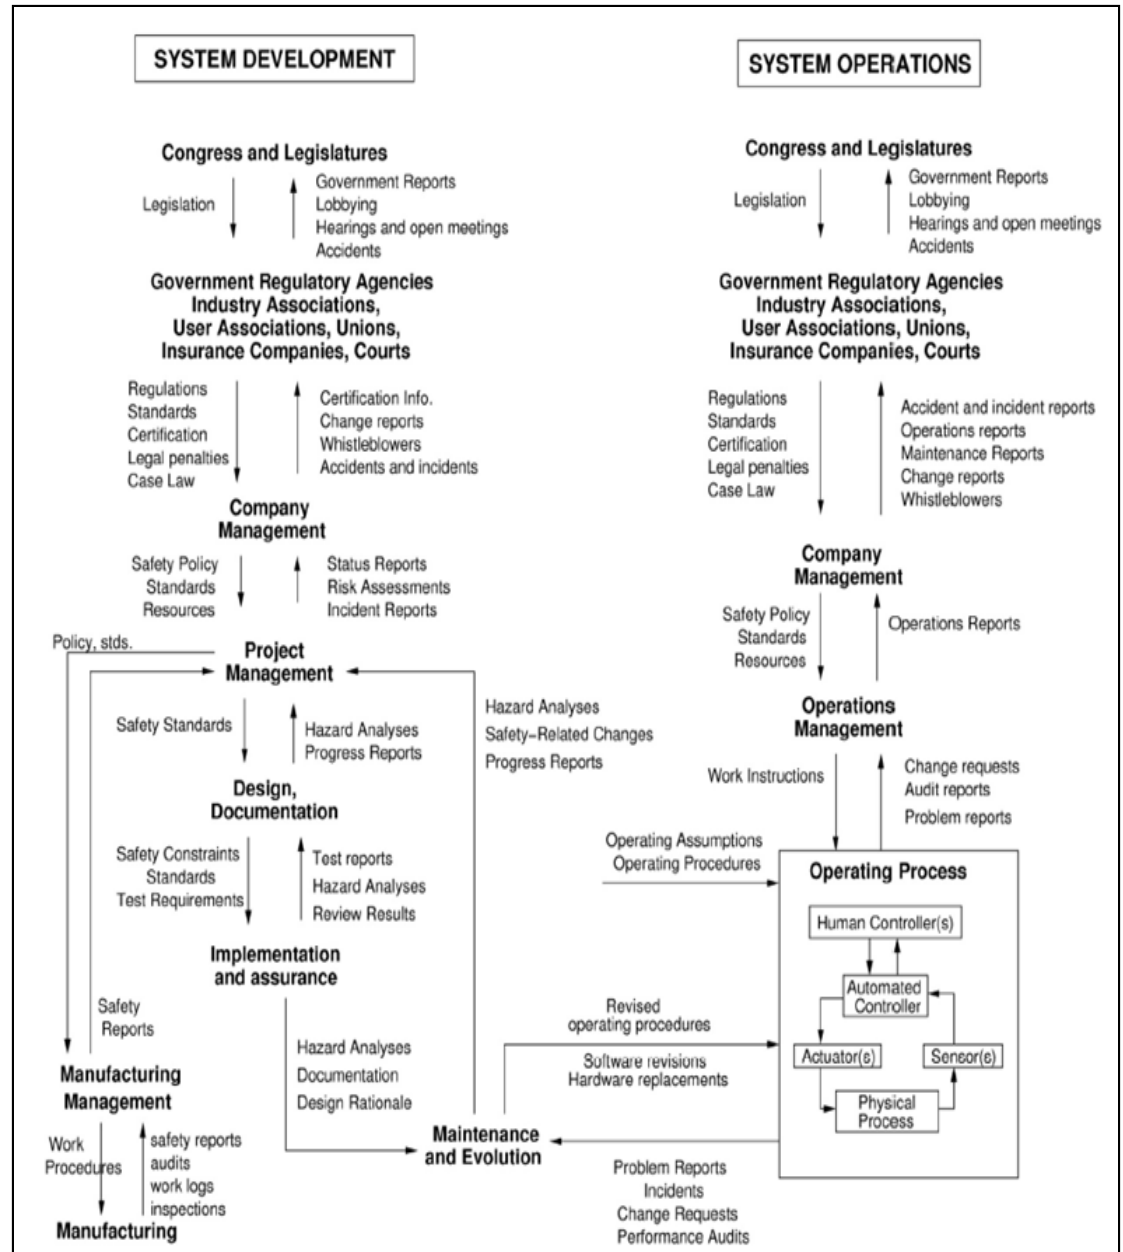 SYSTEM DEVELOPMENT
Congress and Legislatures
Legislation
Government Reports
Lobbying
Hearings and open meetings
Accidents
Government Regulatory Agencies
Industry Associations,
User Associations, Unions,
Insurance Companies, Courts
Regulations
Standards
Certification
Legal penalties
Case Law
Certification Info.
Change reports
Whistleblowers
Accidents and incidents
Company
Management
Safety Policy
Standards
Resources
Status Reports
Risk Assessments
Incident Reports
Policy, stds.
Project
Management
Safety Standards
Hazard Analyses
Progress Reports
Hazard Analyses
Safety-Related Changes
Progress Reports
Design,
Documentation
Safety Constraints
Standards
Test Requirements
Test reports
Hazard Analyses
Review Results
Implementation
and assurance
Safety
Reports
Hazard Analyses
Documentation
Design Rationale
Manufacturing
Management
Work
Procedures
safety reports
audits
work logs
inspections
Manufacturing
Maintenance
and Evolution
SYSTEM OPERATIONS
Congress and Legislatures
Legislation
Government Reports
Lobbying
Hearings and open meetings
Accidents
Government Regulatory Agencies
Industry Associations,
User Associations, Unions,
Insurance Companies, Courts
Regulations
Standards
Certification
Legal penalties
Case Law
Accident and incident reports
Operations reports
Maintenance Reports
Change reports
Whistleblowers
Company
Management
Safety Policy
Standards
Resources
Operations Reports
Operations
Management
Work Instructions
Change requests
Audit reports
Problem reports
Operating Assumptions
Operating Procedures
Operating Process
Human Controller(s)
Automated
Controller
Actuator(s)
Sensor(s)
Physical
Process
Revised
operating procedures
Software revisions
Hardware replacements
Problem Reports
Incidents
Change Requests
Performance Audits